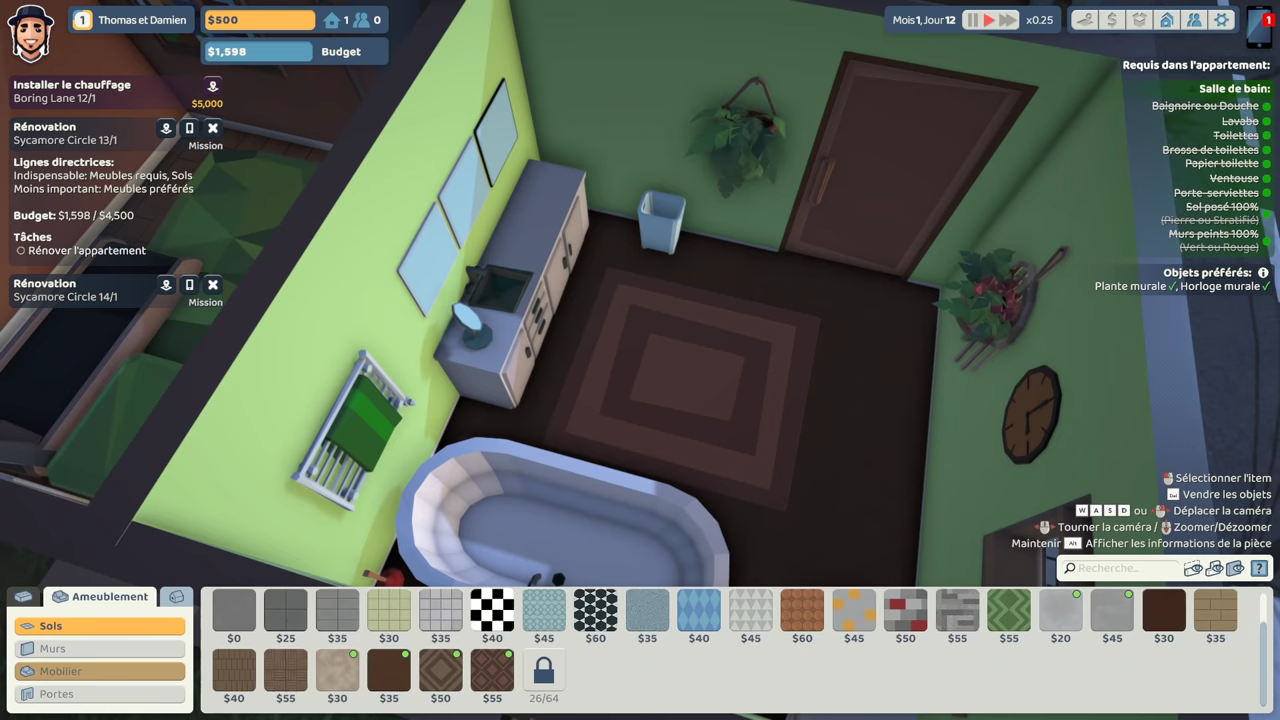 1 Thomas et Damien
$500
1
0
$1,598
Budget
Mois 1, Jour 12
x0.25
1
Installer le chauffage
Boring Lane 12/1
$5,000
Rénovation
Sycamore Circle 13/1
Mission
Lignes directrices:
Indispensable: Meubles requis, Sols
Moins important: Meubles préférés
Budget: $1,598 / $4,500
Tâches
Rénover l'appartement
Rénovation
Sycamore Circle 14/1
Mission
Requis dans l'appartement:
Salle de bain:
Baignoire ou Douche
Lavabo
Toilettes
Brosse de toilettes
Papier toilette
Ventouse
Porte-serviettes
Sol posé 100%
(Pierre ou Stratifié)
Murs peints 100%
(Vert ou Rouge)
Objets préférés:
Plante murale ✓, Horloge murale ✓
Sélectionner l'item
Vendre les objets
W A S D ou Déplacer la caméra
Tourner la caméra / Zoomer/Dézoomer
Maintenir Alt Afficher les informations de la pièce
Recherche...
?
Ameublement
Sols
Murs
Mobilier
Portes
$0 $25 $35 $30 $35 $40 $45 $60 $35 $40 $45 $60 $45 $50 $55 $55 $20 $45 $30 $35
$40 $55 $30 $35 $50 $55 26/64